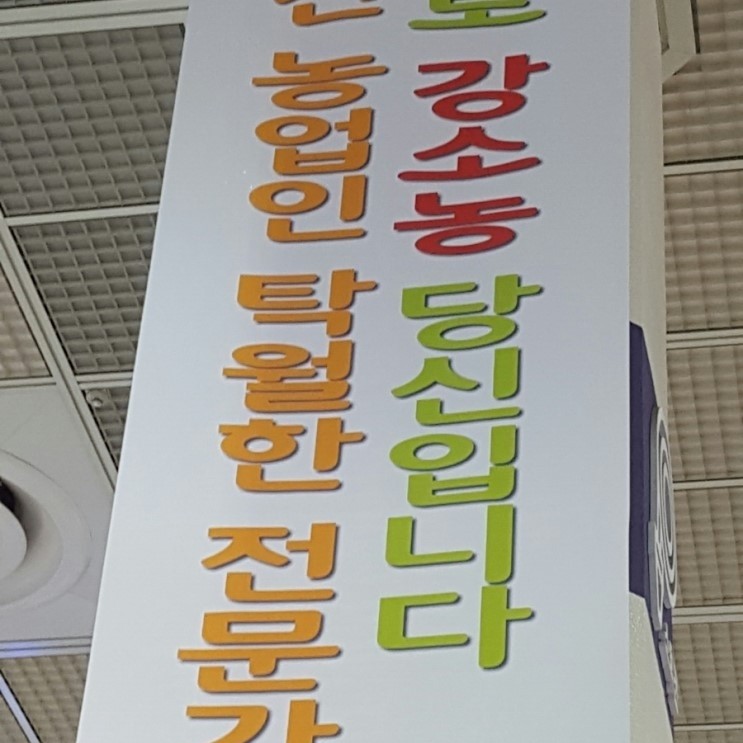 강소농 당신입니다
농업인 탁월한 전문